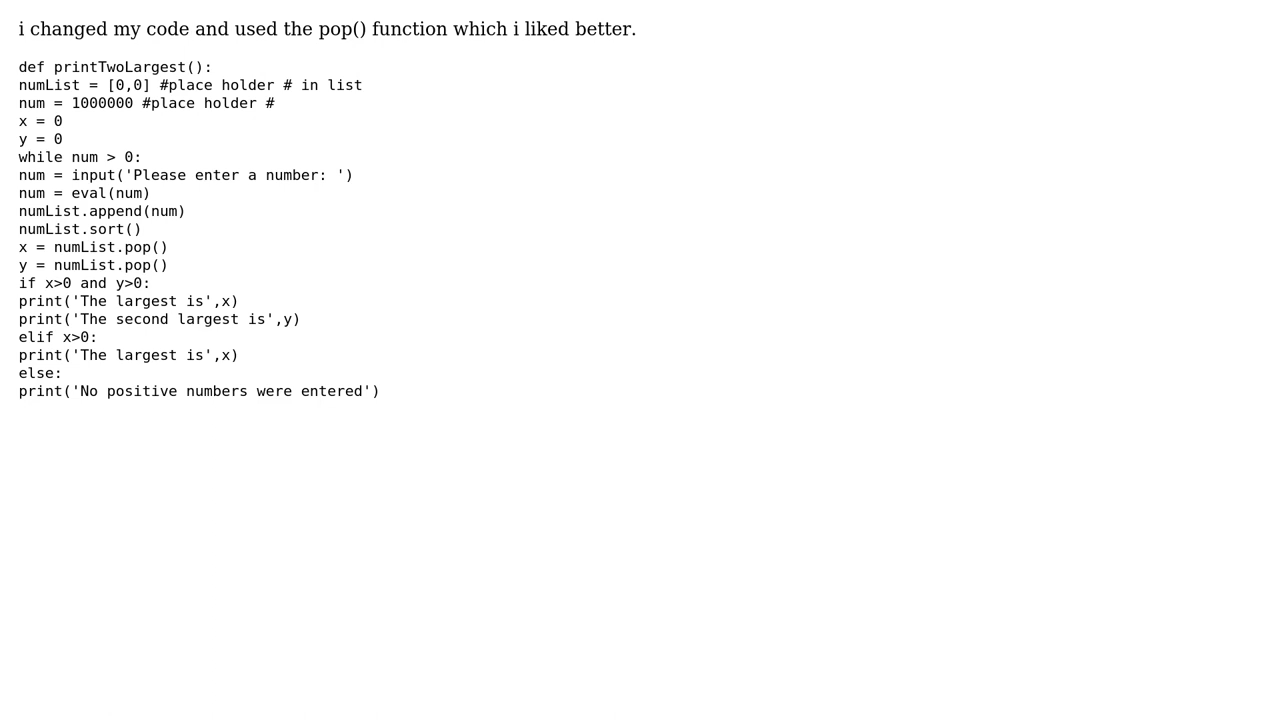 i changed my code and used the pop() function which i liked better.
def printTwoLargest():
numList = [0,0] #place holder # in list
num = 1000000 #place holder #
x = 0
y = 0
while num > 0:
num = input('Please enter a number: ')
num = eval(num)
numList.append(num)
numList.sort()
x = numList.pop()
y = numList.pop()
if x>0 and y>0:
print('The largest is',x)
print('The second largest is',y)
elif x>0:
print('The largest is',x)
else:
print('No positive numbers were entered')